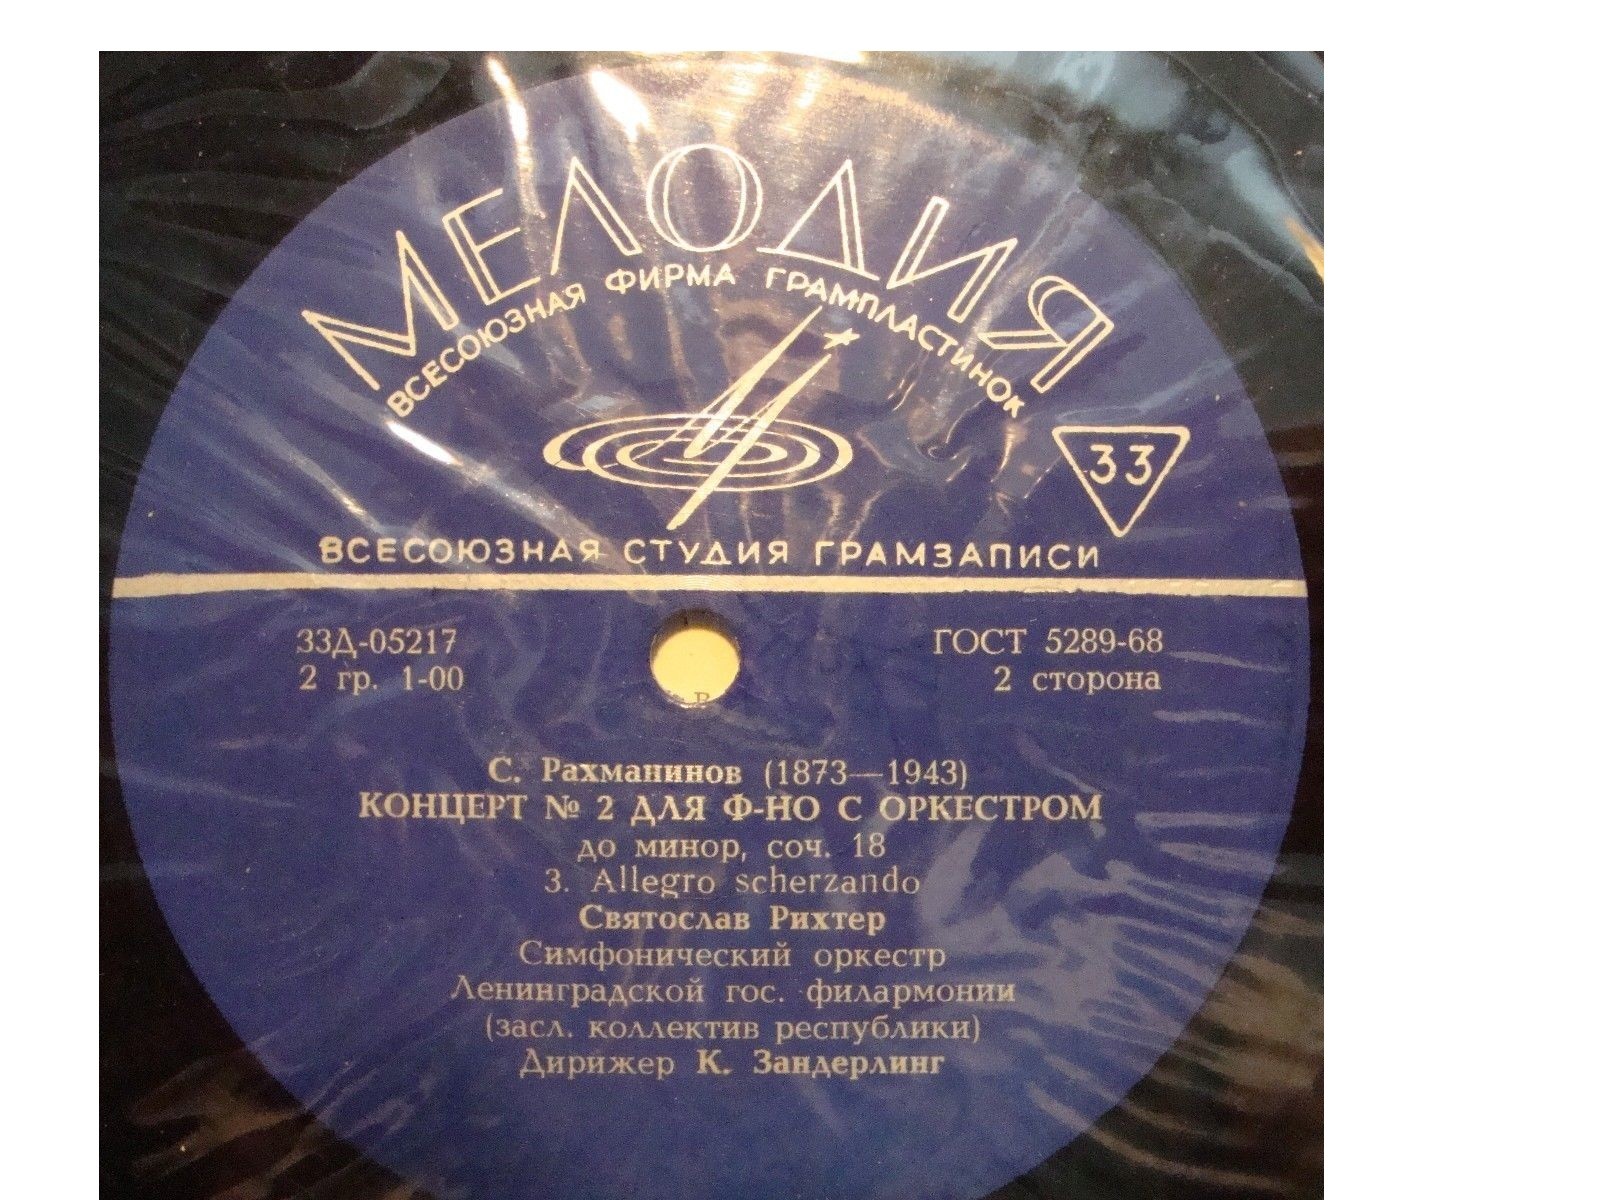 МЕЛОДИЯ
ВСЕСОЮЗНАЯ ФИРМА ГРАМПЛАСТИНОК
33
ВСЕСОЮЗНАЯ СТУДИЯ ГРАМЗАПИСИ
33Д-05217
2 гр. 1-00
ГОСТ 5289-68
2 сторона
С. Рахманинов (1873—1943)
КОНЦЕРТ № 2 ДЛЯ Ф-НО С ОРКЕСТРОМ
до минор, соч. 18
3. Allegro scherzando
Святослав Рихтер
Симфонический оркестр
Ленинградской гос. филармонии
(засл. коллектив республики)
Дирижер К. Зандерлинг